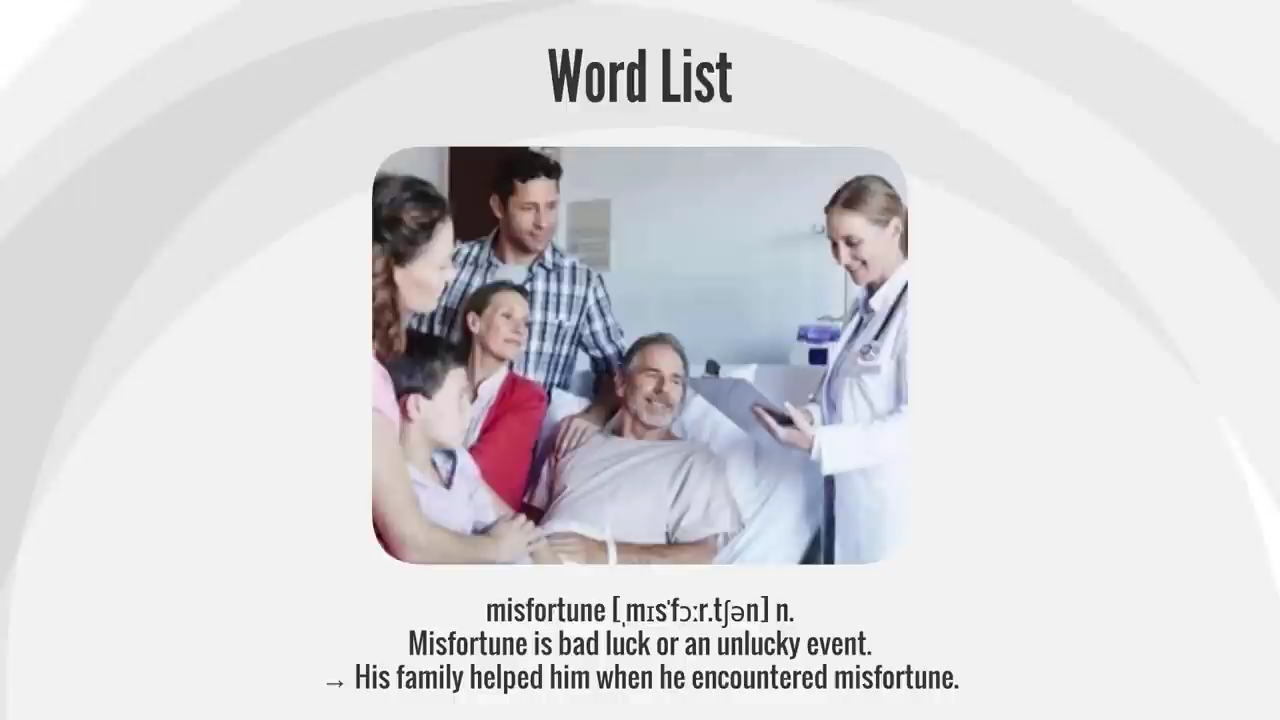 Word List
misfortune [ˌmɪsˈfɔːr.tʃən] n.
Misfortune is bad luck or an unlucky event.
→ His family helped him when he encountered misfortune.